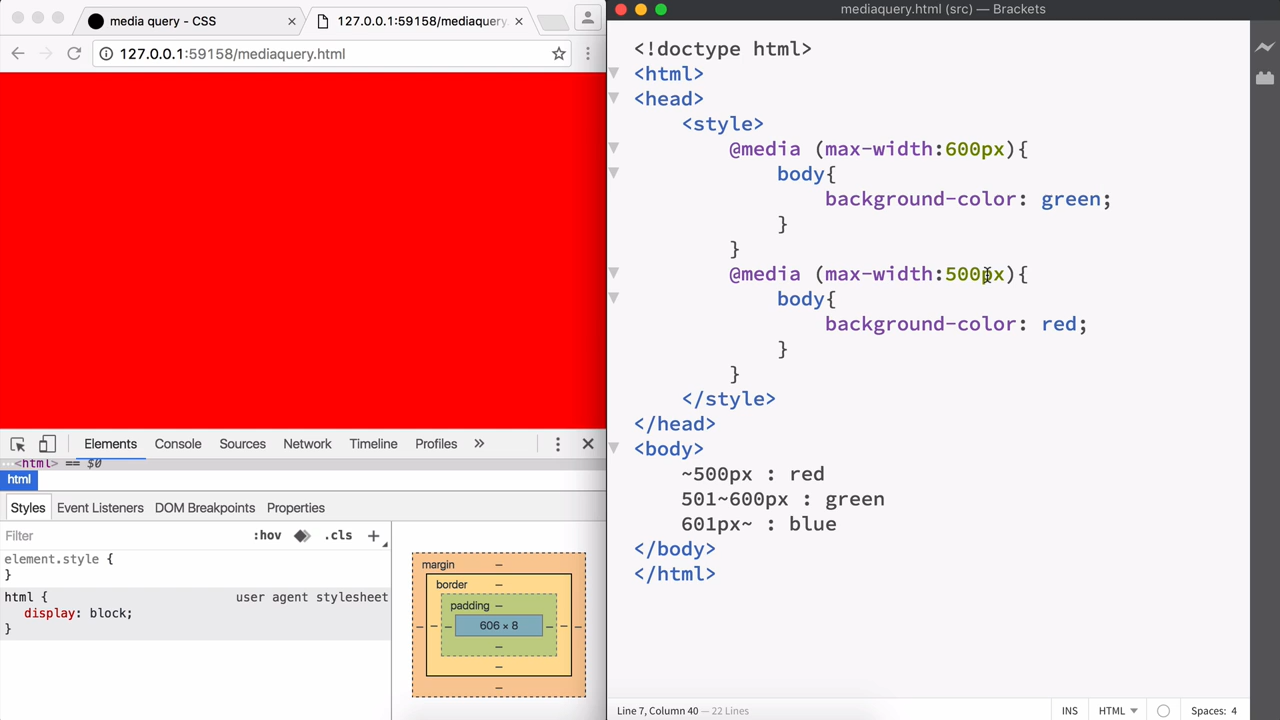 media query - CSS
127.0.0.1:59158/mediaquery.
127.0.0.1:59158/mediaquery.html
Elements Console Sources Network Timeline Profiles
…<html> == $0
html
Styles Event Listeners DOM Breakpoints Properties
Filter :hov .cls +
element.style {
}
html { user agent stylesheet
display: block;
}
margin –
border –
padding –
– – – 606 × 8 – – –
–
–
–
mediaquery.html (src) — Brackets
<!doctype html>
<html>
<head>
<style>
@media (max-width:600px){
body{
background-color: green;
}
}
@media (max-width:500px){
body{
background-color: red;
}
}
</style>
</head>
<body>
~500px : red
501~600px : green
601px~ : blue
</body>
</html>
Line 7, Column 40 — 22 Lines INS HTML Spaces: 4